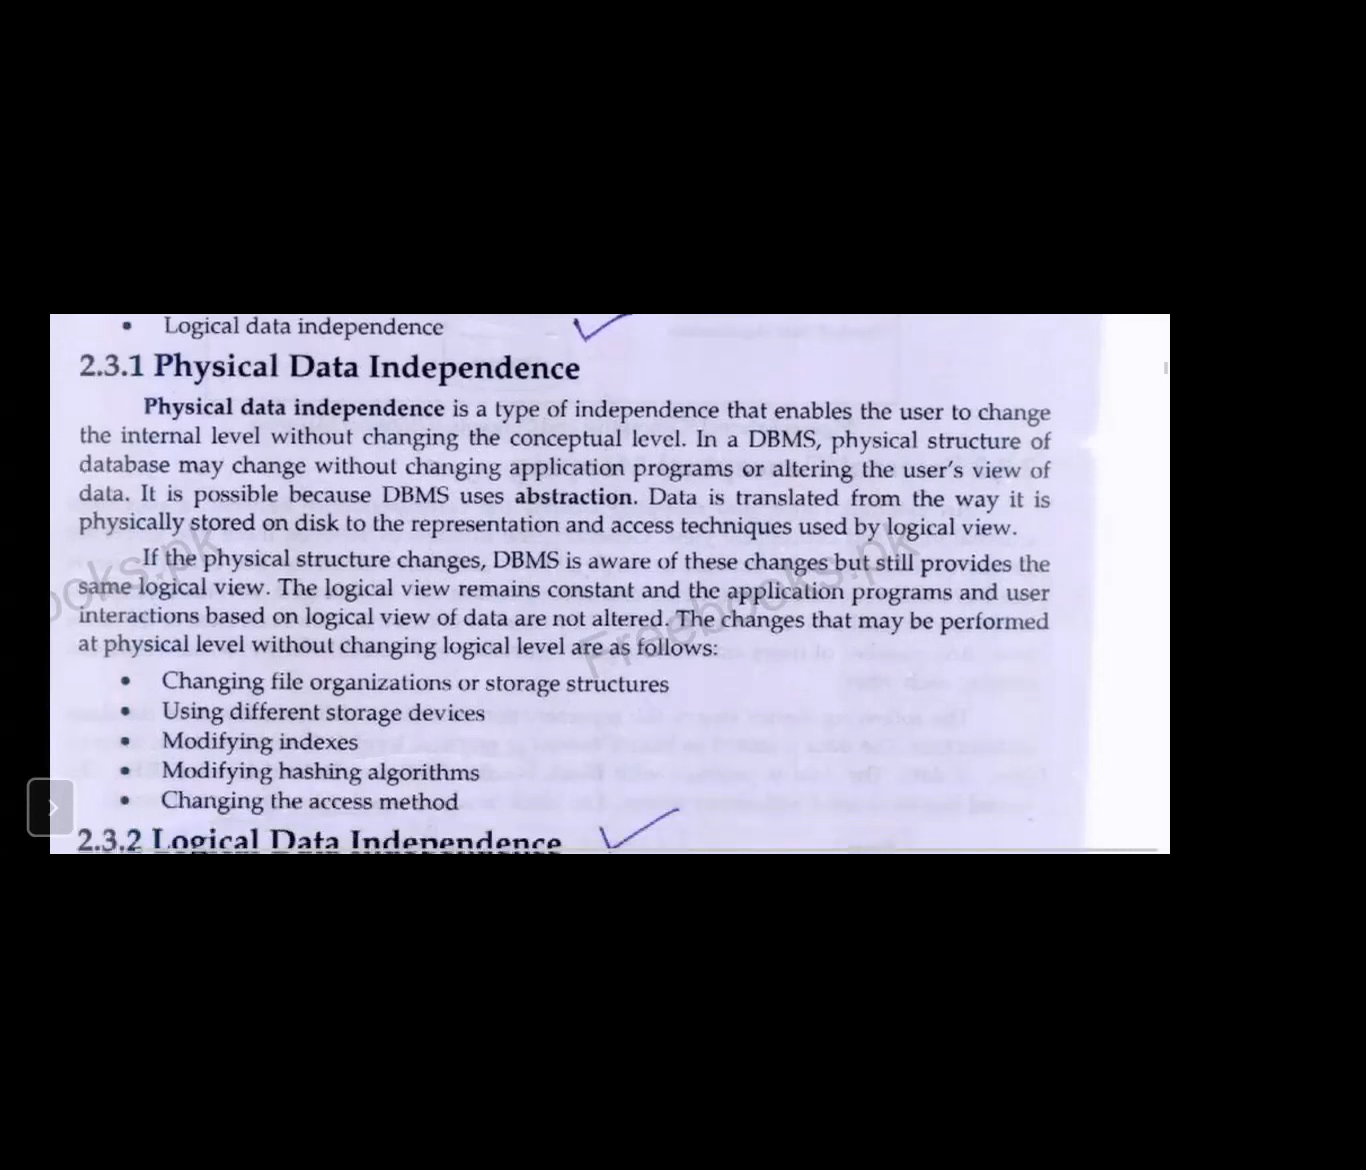 • Logical data independence
2.3.1 Physical Data Independence
Physical data independence is a type of independence that enables the user to change
the internal level without changing the conceptual level. In a DBMS, physical structure of
database may change without changing application programs or altering the user's view of
data. It is possible because DBMS uses abstraction. Data is translated from the way it is
physically stored on disk to the representation and access techniques used by logical view.
If the physical structure changes, DBMS is aware of these changes but still provides the
same logical view. The logical view remains constant and the application programs and user
interactions based on logical view of data are not altered. The changes that may be performed
at physical level without changing logical level are as follows:
• Changing file organizations or storage structures
• Using different storage devices
• Modifying indexes
• Modifying hashing algorithms
• Changing the access method
2.3.2 Logical Data Independence
ooks.pk
Freebooks.pk